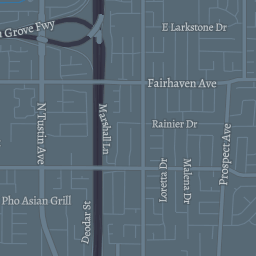 E Larkstone Dr
Grove Fwy
Fairhaven Ave
N Tustin Ave
Marshall Ln
Rainier Dr
Prospect Ave
Loretta Dr
Malena Dr
Pho Asian Grill
Deodar St